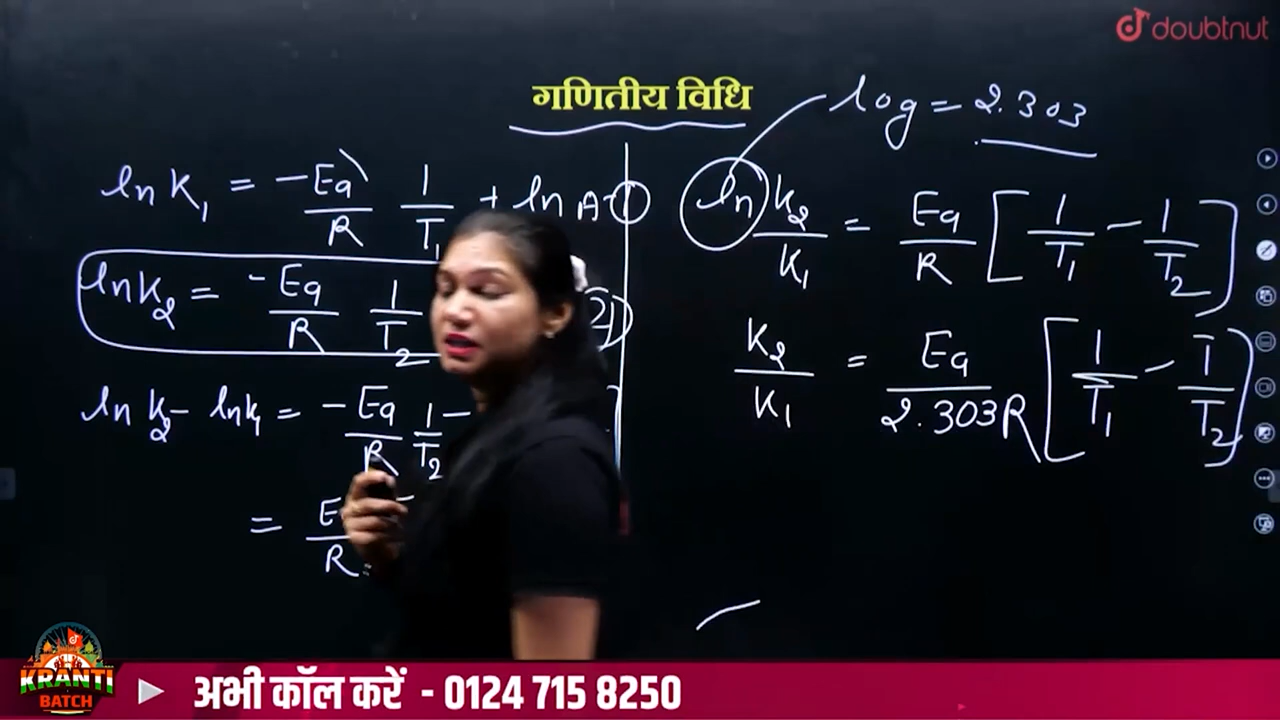 doubtnut
गणितीय विधि
log = 2.303
ln K₁ = -Ea/R 1/T₁ + ln A -①
ln K₂ = -Ea/R 1/T₂ 2)
ln K₂ - ln K₁ = -Ea/R 1/T₂ -
= E/R
ln K₂/K₁ = Ea/R [1/T₁ - 1/T₂]
K₂/K₁ = Ea/2.303R [1/T₁ - 1/T₂]
KRANTI
BATCH
अभी कॉल करें - 0124 715 8250